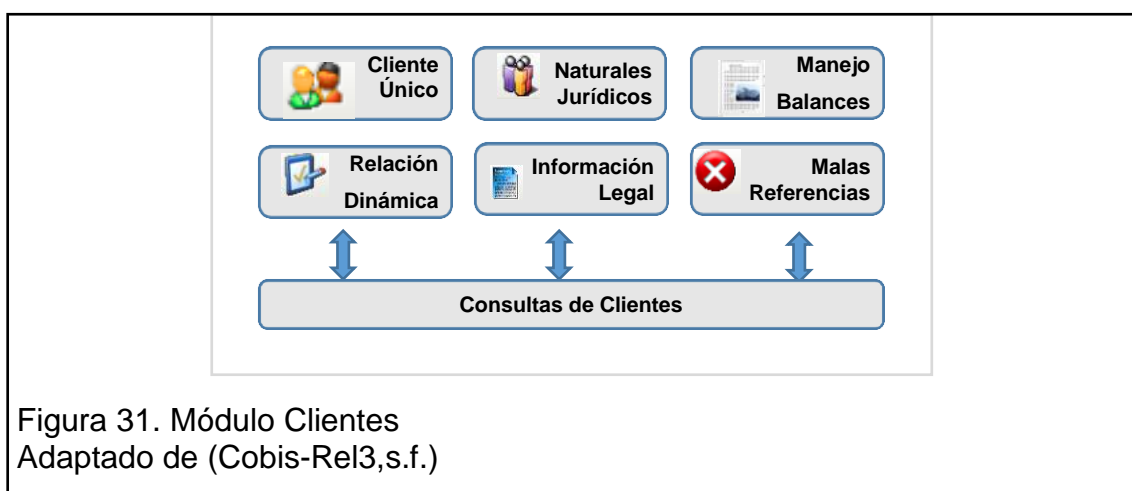 Cliente
Único
Naturales
Jurídicos
Manejo
Balances
Relación
Dinámica
Información
Legal
Malas
Referencias
Consultas de Clientes
Figura 31. Módulo Clientes
Adaptado de (Cobis-Rel3,s.f.)